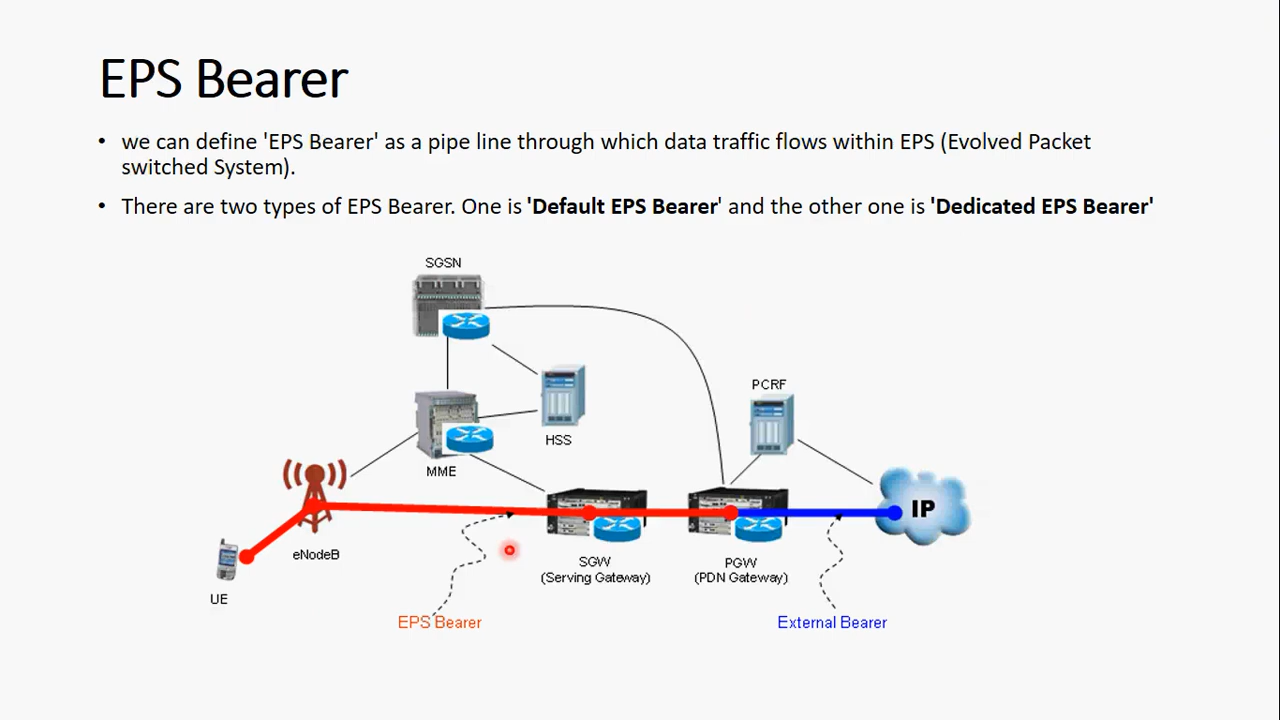 EPS Bearer
• we can define 'EPS Bearer' as a pipe line through which data traffic flows within EPS (Evolved Packet
switched System).
• There are two types of EPS Bearer. One is 'Default EPS Bearer' and the other one is 'Dedicated EPS Bearer'
SGSN
PCRF
HSS
MME
IP
eNodeB
SGW
(Serving Gateway)
PGW
(PDN Gateway)
UE
EPS Bearer
External Bearer